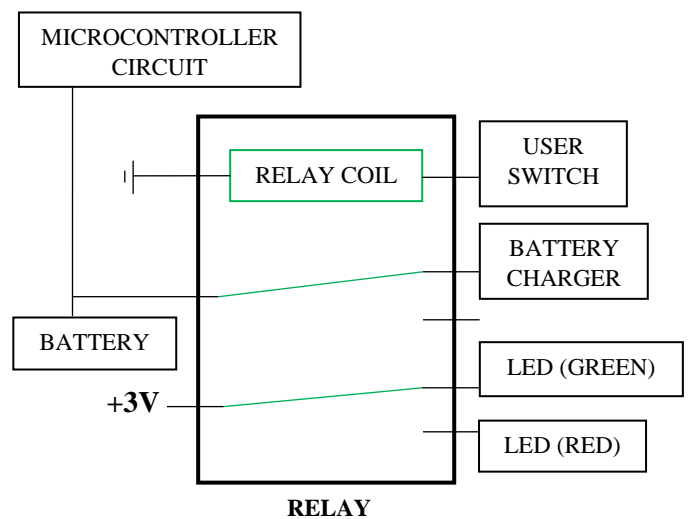 MICROCONTROLLER
CIRCUIT
RELAY COIL
USER
SWITCH
BATTERY
CHARGER
BATTERY
LED (GREEN)
+3V
LED (RED)
RELAY